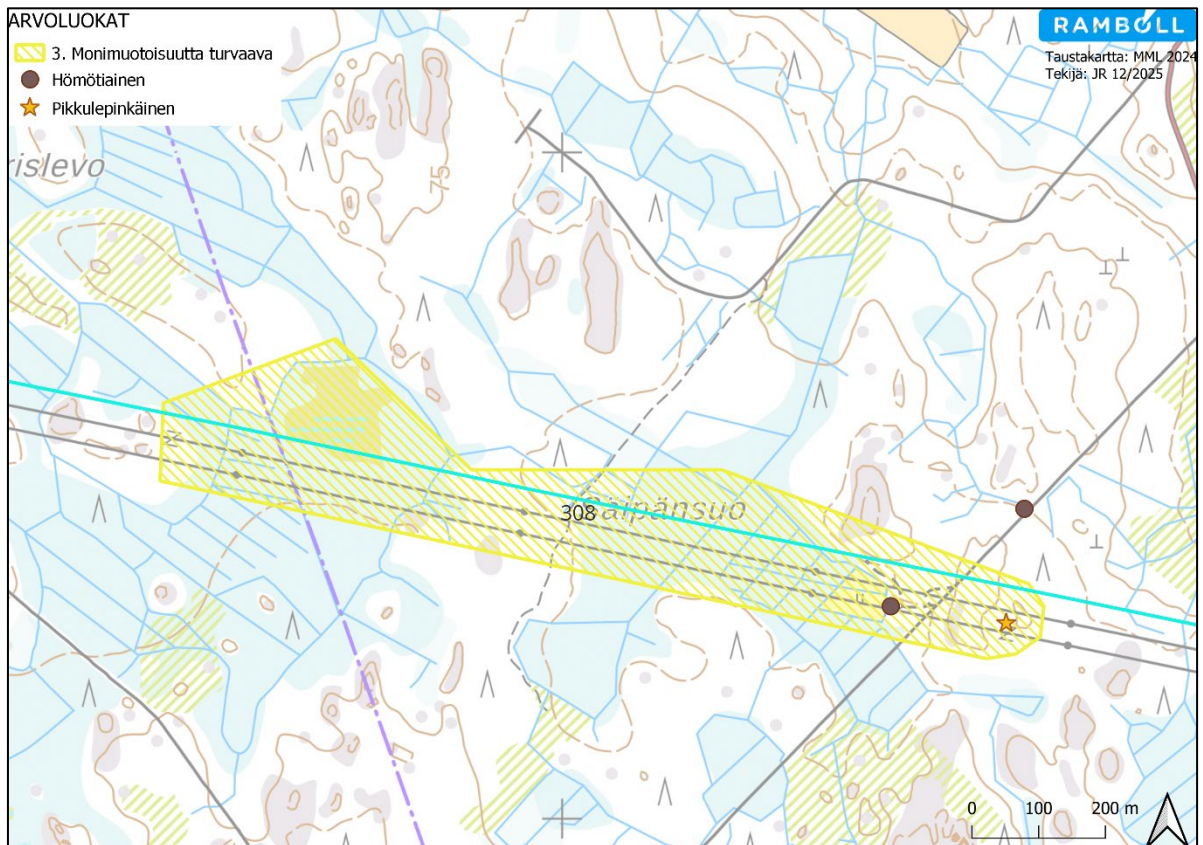 ARVOLUOKAT
3. Monimuotoisuutta turvaava
Hömötiainen
Pikkulepinkäinen
RAMBOLL
Taustakartta: MML 2024
Tekijä: JR 12/2025
rislevo
75
308
Säipänsuo
0 100 200 m